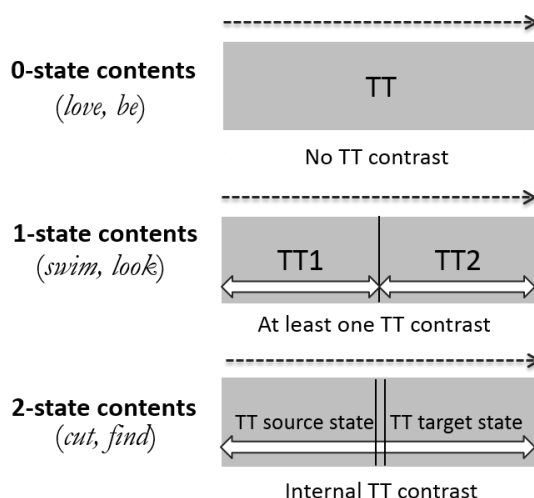 0-state contents
(love, be)
TT
No TT contrast
1-state contents
(swim, look)
TT1 TT2
At least one TT contrast
2-state contents
(cut, find)
TT source state TT target state
Internal TT contrast